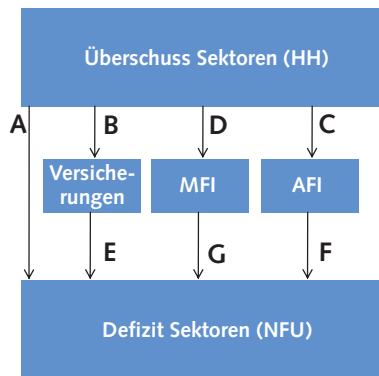 Überschuss Sektoren (HH)
A
B
D
C
Versiche-
rungen
MFI
AFI
E
G
F
Defizit Sektoren (NFU)